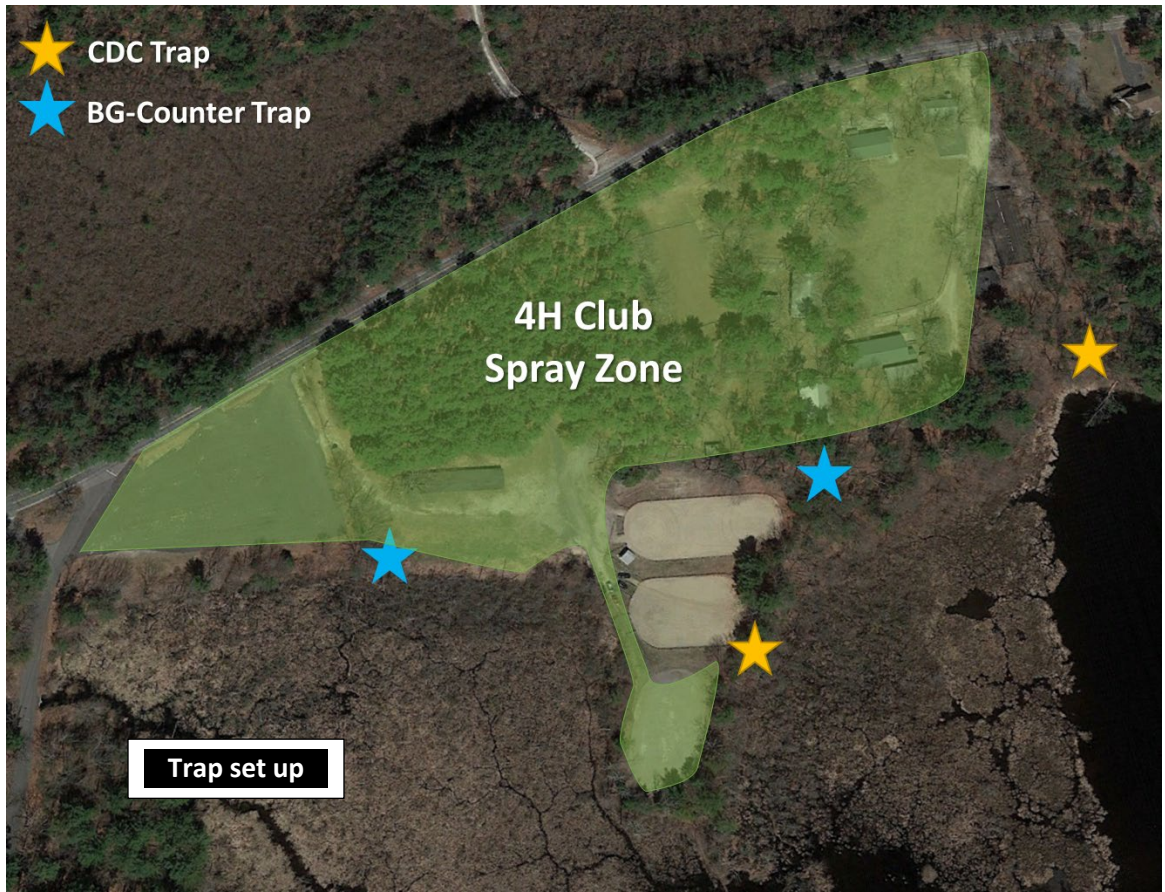 CDC Trap
BG-Counter Trap
4H Club
Spray Zone
Trap set up